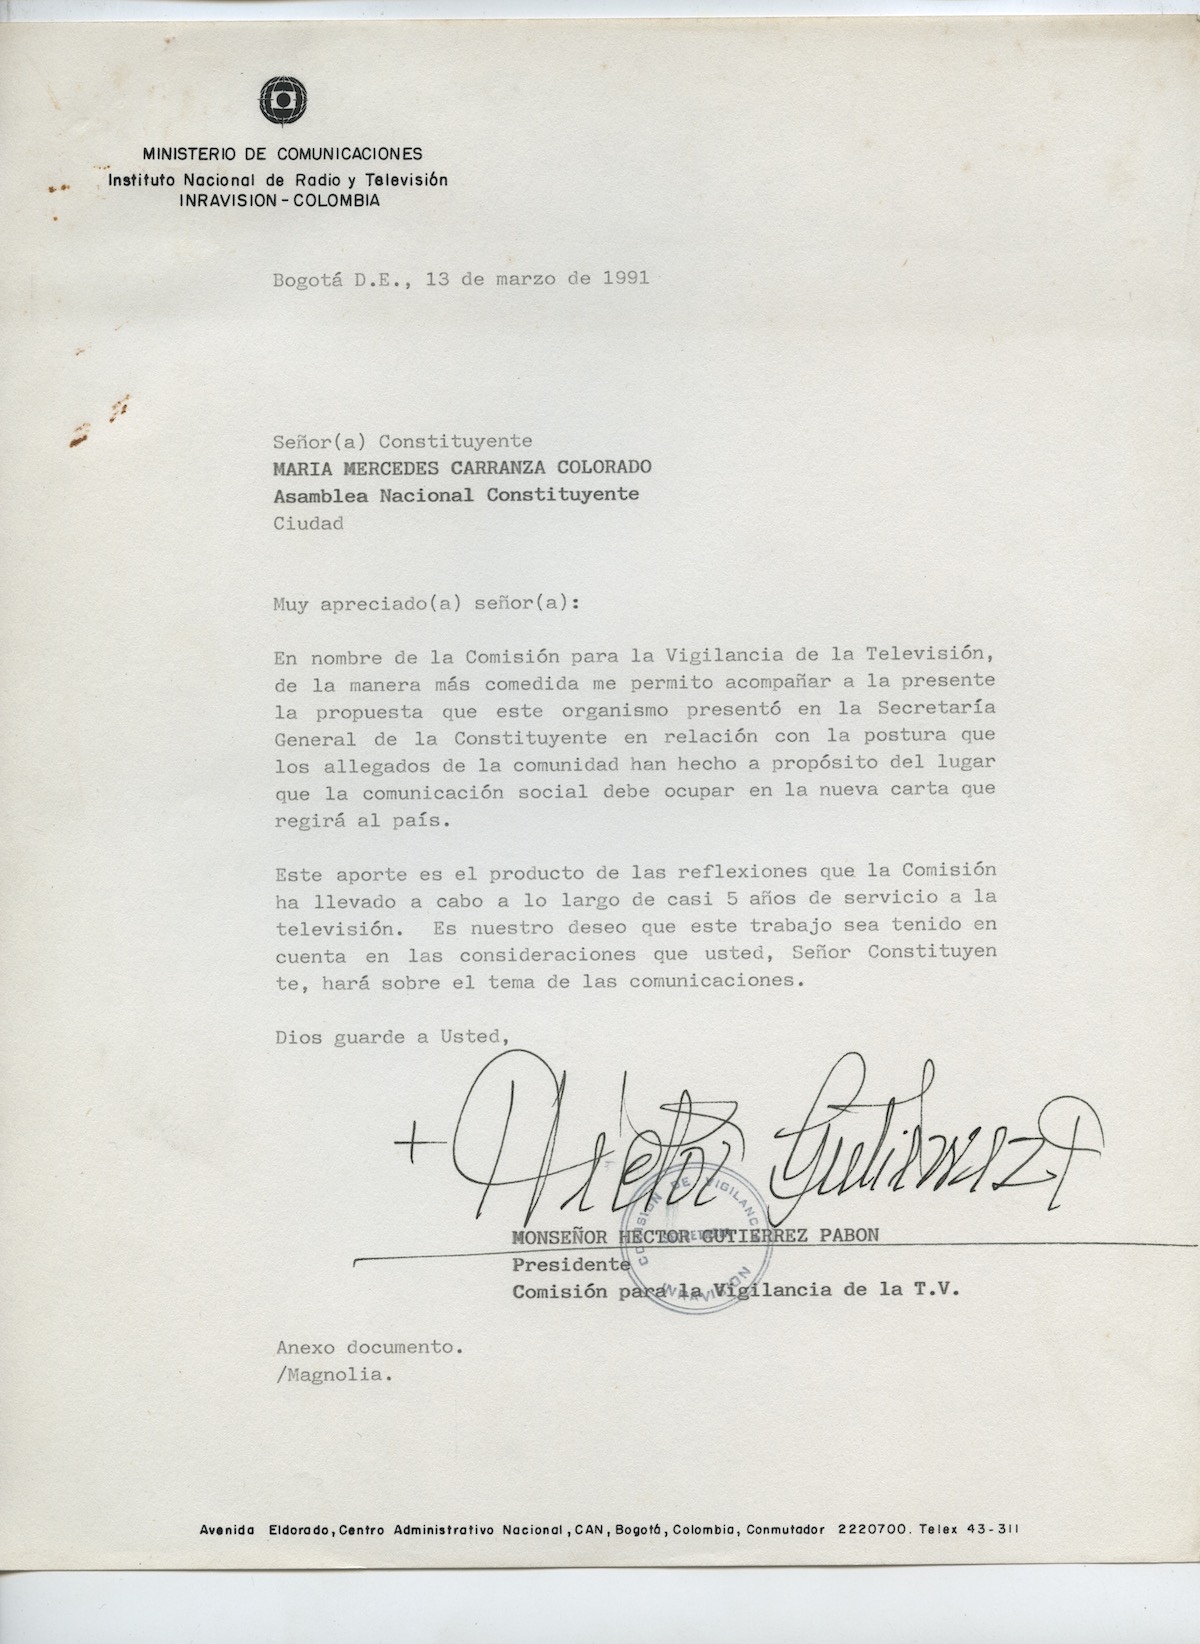 MINISTERIO DE COMUNICACIONES
Instituto Nacional de Radio y Televisión
INRAVISION - COLOMBIA
Bogotá D.E., 13 de marzo de 1991
Señor(a) Constituyente
MARIA MERCEDES CARRANZA COLORADO
Asamblea Nacional Constituyente
Ciudad
Muy apreciado(a) señor(a):
En nombre de la Comisión para la Vigilancia de la Televisión,
de la manera más comedida me permito acompañar a la presente
la propuesta que este organismo presentó en la Secretaría
General de la Constituyente en relación con la postura que
los allegados de la comunidad han hecho a propósito del lugar
que la comunicación social debe ocupar en la nueva carta que
regirá al país.
Este aporte es el producto de las reflexiones que la Comisión
ha llevado a cabo a lo largo de casi 5 años de servicio a la
televisión. Es nuestro deseo que este trabajo sea tenido en
cuenta en las consideraciones que usted, Señor Constituyen
te, hará sobre el tema de las comunicaciones.
Dios guarde a Usted,
+ Héctor Gutiérrez P
COMISION DE VIGILANCIA
INRAVISION
MONSEÑOR HECTOR GUTIERREZ PABON
Presidente
Comisión para la Vigilancia de la T.V.
Anexo documento.
/Magnolia.
Avenida Eldorado, Centro Administrativo Nacional, CAN, Bogotá, Colombia, Conmutador 2220700. Telex 43-311